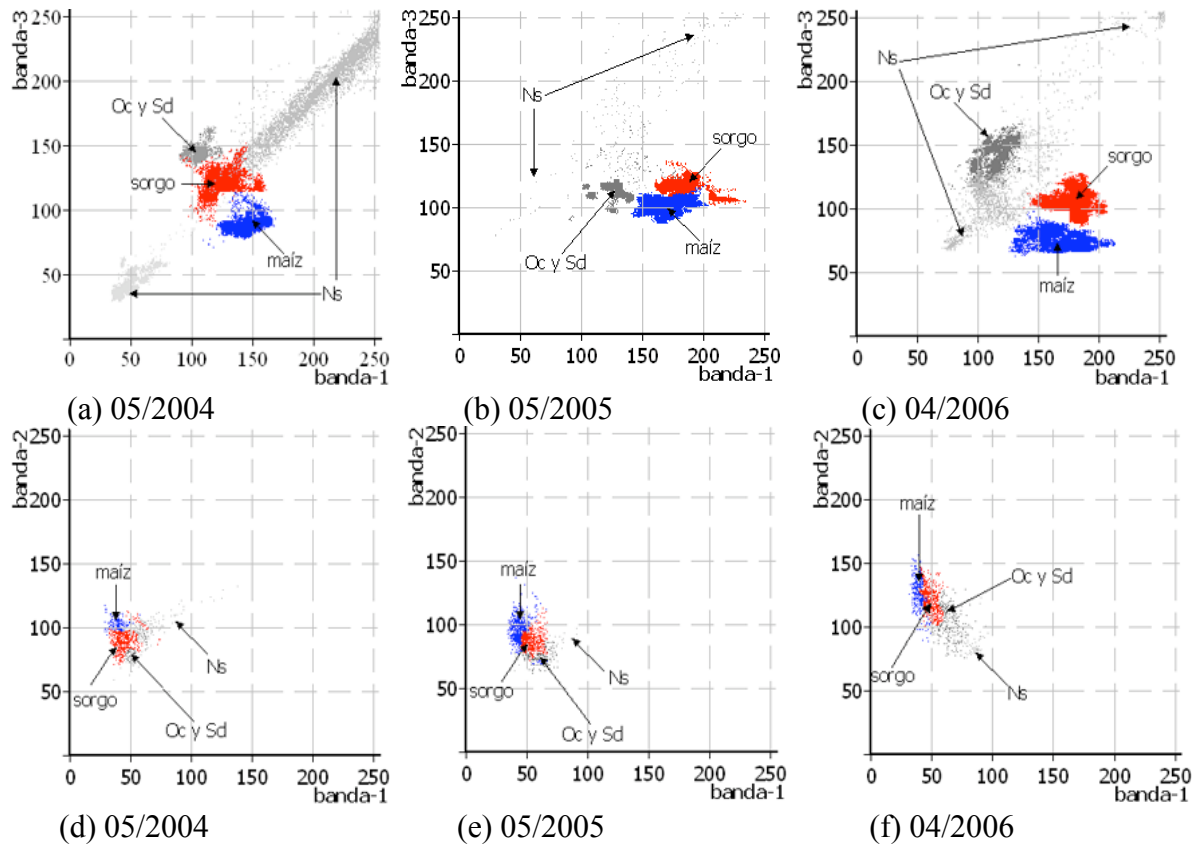 banda-3
250
200
150
100
50
0 50 100 150 200 250
banda-1
Ns
Oc y Sd
sorgo
maíz
(a) 05/2004
banda-3
250
200
150
100
50
0 50 100 150 200 250
banda-1
Ns
sorgo
maíz
Oc y Sd
(b) 05/2005
banda-3
250
200
150
100
50
0 50 100 150 200 250
banda-1
Ns
Oc y Sd
sorgo
maíz
(c) 04/2006
banda-2
250
200
150
100
50
0 50 100 150 200 250
banda-1
maíz
Ns
sorgo
Oc y Sd
(d) 05/2004
banda-2
250
200
150
100
50
0 50 100 150 200 250
banda-1
maíz
Ns
sorgo
Oc y Sd
(e) 05/2005
banda-2
250
200
150
100
50
0 50 100 150 200 250
banda-1
maíz
Oc y Sd
sorgo
Ns
(f) 04/2006